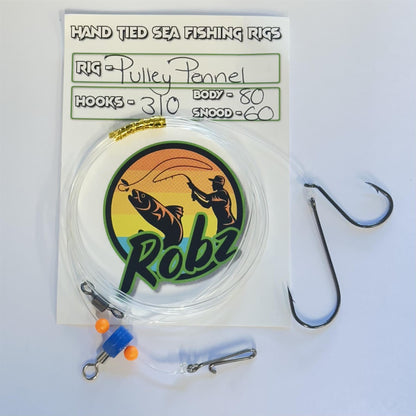 HAND TIED SEA FISHING RIGS
RIG - Pulley Pennel
HOOKS - 3/0 BODY - 80
SNOOD - 60
Robz